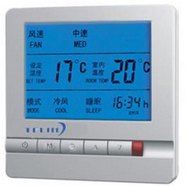 风速 中速
FAN MED
设定温度 17°C 室内温度 20°C
SET TEMP ROOM TEMP
模式 冷风 睡眠 16:34h
MODE COOL SLEEP